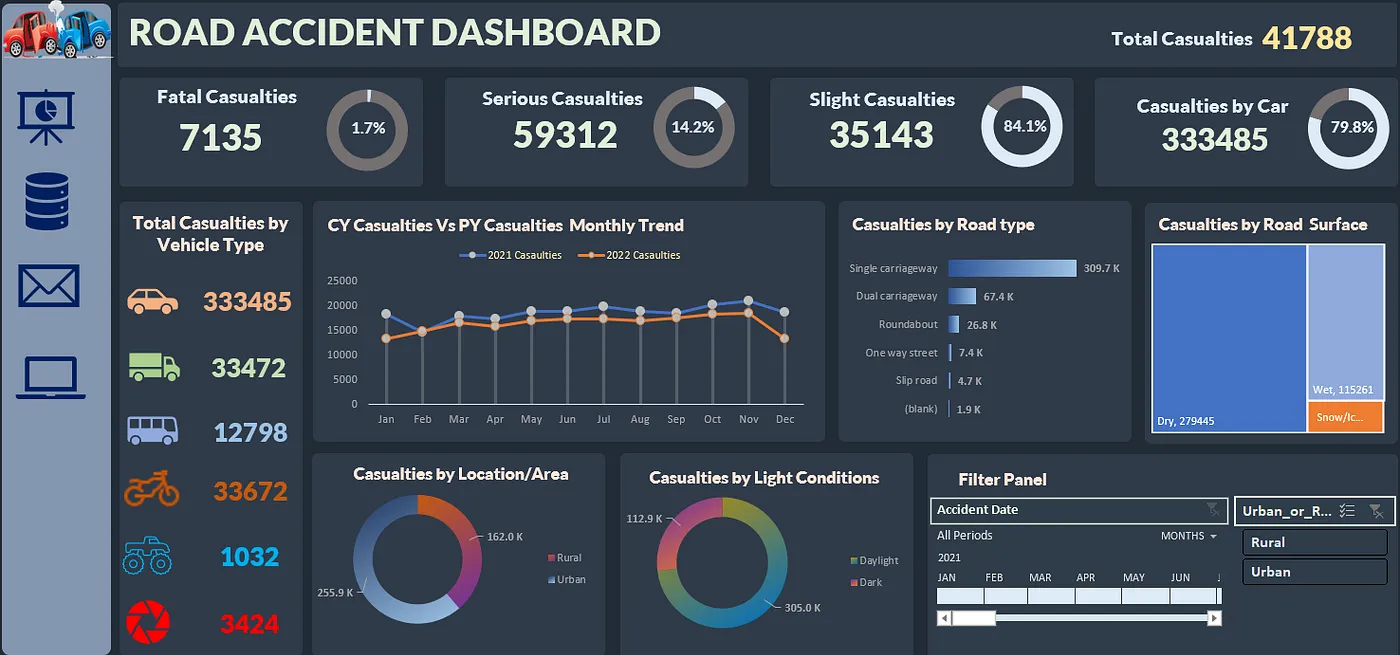 ROAD ACCIDENT DASHBOARD
Total Casualties 41788
Fatal Casualties
7135
1.7%
Serious Casualties
59312
14.2%
Slight Casualties
35143
84.1%
Casualties by Car
333485
79.8%
Total Casualties by
Vehicle Type
333485
33472
12798
33672
1032
3424
CY Casualties Vs PY Casualties Monthly Trend
2021 Casaulties
2022 Casaulties
25000
20000
15000
10000
5000
0
Jan Feb Mar Apr May Jun Jul Aug Sep Oct Nov Dec
Casualties by Road type
Single carriageway 309.7 K
Dual carriageway 67.4 K
Roundabout 26.8 K
One way street 7.4 K
Slip road 4.7 K
(blank) 1.9 K
Casualties by Road Surface
Dry, 279445
Wet, 115261
Snow/Ic...
Casualties by Location/Area
162.0 K
255.9 K
Rural
Urban
Casualties by Light Conditions
112.9 K
305.0 K
Daylight
Dark
Filter Panel
Accident Date
All Periods
MONTHS
2021
JAN FEB MAR APR MAY JUN J
Urban_or_R...
Rural
Urban